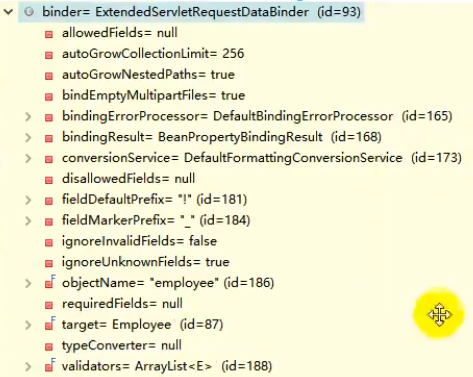 binder= ExtendedServletRequestDataBinder (id=93)
allowedFields= null
autoGrowCollectionLimit= 256
autoGrowNestedPaths= true
bindEmptyMultipartFiles= true
bindingErrorProcessor= DefaultBindingErrorProcessor (id=165)
bindingResult= BeanPropertyBindingResult (id=168)
conversionService= DefaultFormattingConversionService (id=173)
disallowedFields= null
fieldDefaultPrefix= "!" (id=181)
fieldMarkerPrefix= "_" (id=184)
ignoreInvalidFields= false
ignoreUnknownFields= true
F objectName= "employee" (id=186)
requiredFields= null
F target= Employee (id=87)
typeConverter= null
F validators= ArrayList<E> (id=188)